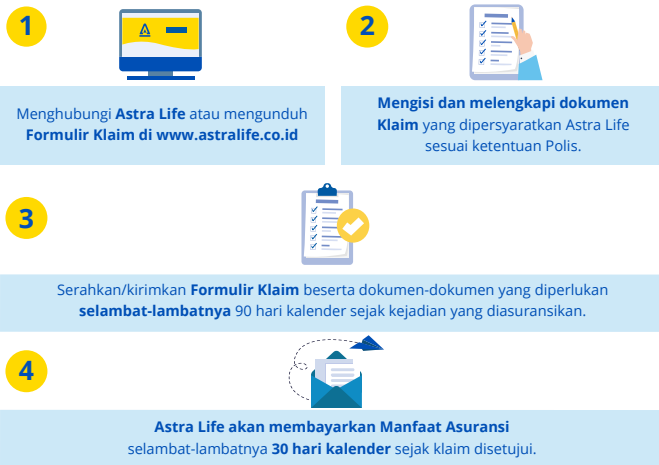 1
Menghubungi Astra Life atau mengunduh
Formulir Klaim di www.astralife.co.id
2
Mengisi dan melengkapi dokumen
Klaim yang dipersyaratkan Astra Life
sesuai ketentuan Polis.
3
Serahkan/kirimkan Formulir Klaim beserta dokumen-dokumen yang diperlukan
selambat-lambatnya 90 hari kalender sejak kejadian yang diasuransikan.
4
Astra Life akan membayarkan Manfaat Asuransi
selambat-lambatnya 30 hari kalender sejak klaim disetujui.